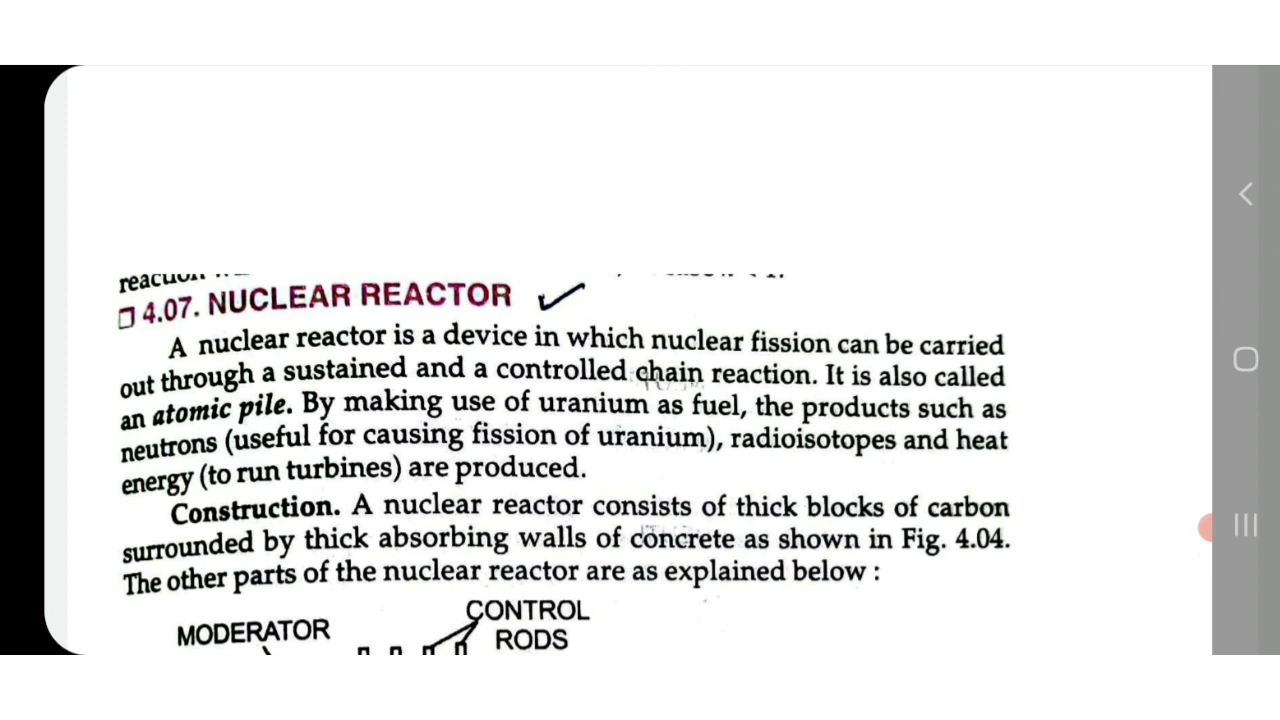 □ 4.07. NUCLEAR REACTOR
A nuclear reactor is a device in which nuclear fission can be carried
out through a sustained and a controlled chain reaction. It is also called
an atomic pile. By making use of uranium as fuel, the products such as
neutrons (useful for causing fission of uranium), radioisotopes and heat
energy (to run turbines) are produced.
Construction. A nuclear reactor consists of thick blocks of carbon
surrounded by thick absorbing walls of concrete as shown in Fig. 4.04.
The other parts of the nuclear reactor are as explained below :
MODERATOR
CONTROL
RODS